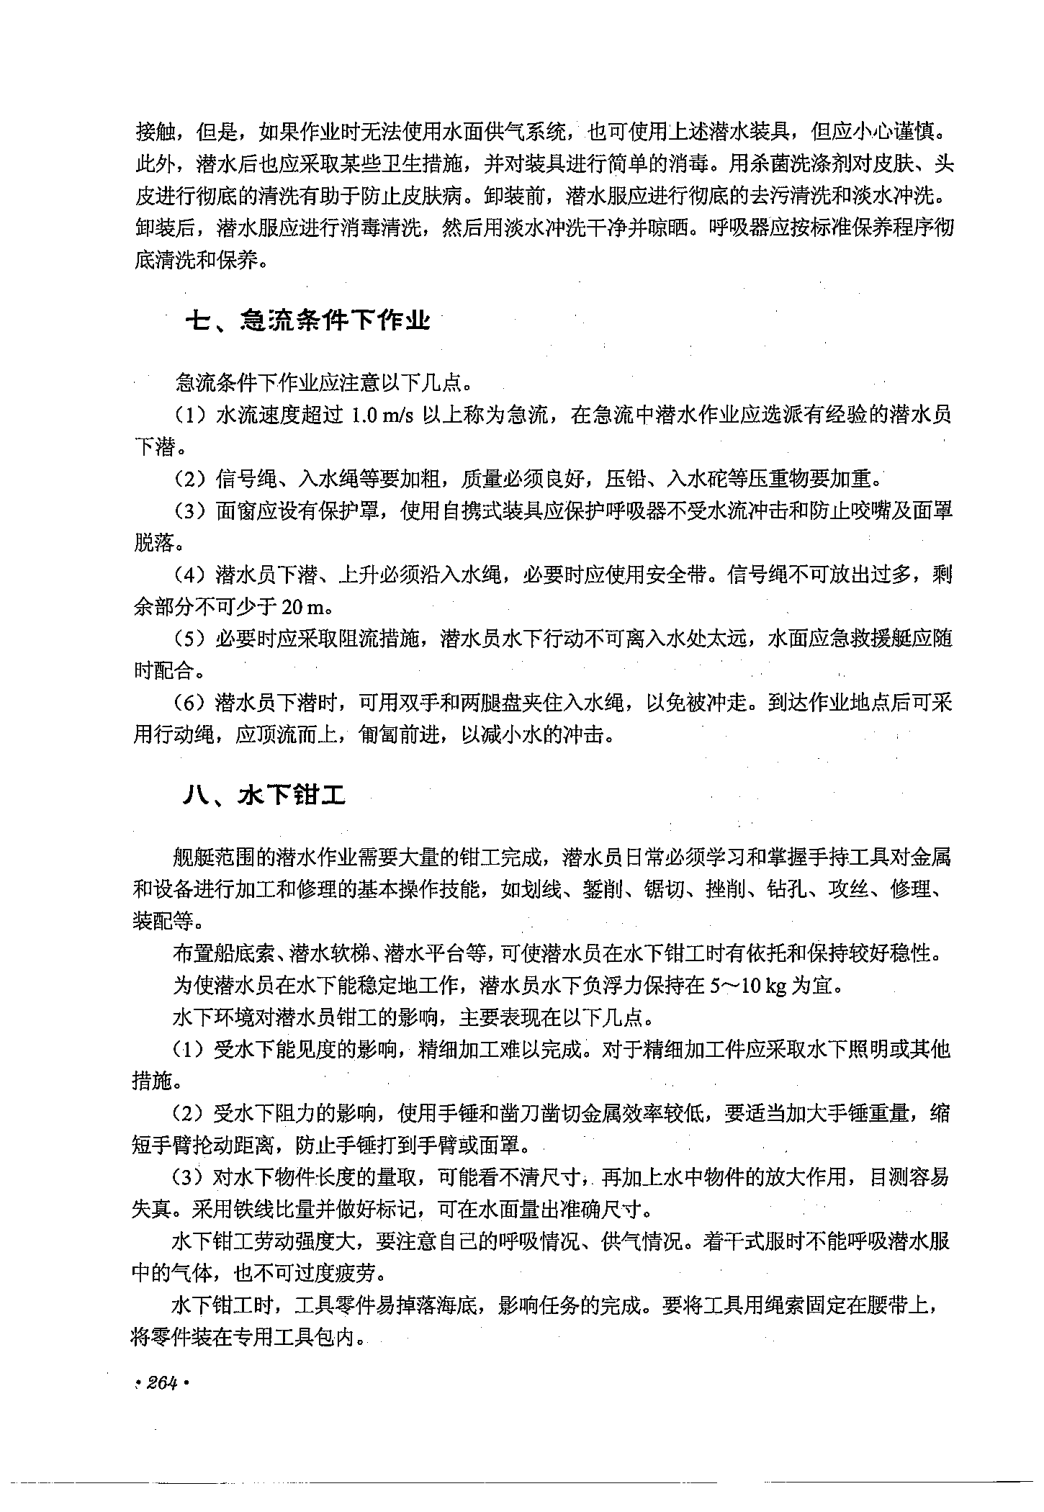 接触，但是，如果作业时无法使用水面供气系统，也可使用上述潜水装具，但应小心谨慎。
此外，潜水后也应采取某些卫生措施，并对装具进行简单的消毒。用杀菌洗涤剂对皮肤、头
皮进行彻底的清洗有助于防止皮肤病。卸装前，潜水服应进行彻底的去污清洗和淡水冲洗。
卸装后，潜水服应进行消毒清洗，然后用淡水冲洗干净并晾晒。呼吸器应按标准保养程序彻
底清洗和保养。
七、急流条件下作业
急流条件下作业应注意以下几点。
（1）水流速度超过 1.0 m/s 以上称为急流，在急流中潜水作业应选派有经验的潜水员
下潜。
（2）信号绳、入水绳等要加粗，质量必须良好，压铅、入水砣等压重物要加重。
（3）面窗应设有保护罩，使用自携式装具应保护呼吸器不受水流冲击和防止咬嘴及面罩
脱落。
（4）潜水员下潜、上升必须沿入水绳，必要时应使用安全带。信号绳不可放出过多，剩
余部分不可少于 20 m。
（5）必要时应采取阻流措施，潜水员水下行动不可离入水处太远，水面应急救援艇应随
时配合。
（6）潜水员下潜时，可用双手和两腿盘夹住入水绳，以免被冲走。到达作业地点后可采
用行动绳，应顶流而上，匍匐前进，以减小水的冲击。
八、水下钳工
舰艇范围的潜水作业需要大量的钳工完成，潜水员日常必须学习和掌握手持工具对金属
和设备进行加工和修理的基本操作技能，如划线、錾削、锯切、挫削、钻孔、攻丝、修理、
装配等。
布置船底索、潜水软梯、潜水平台等，可使潜水员在水下钳工时有依托和保持较好稳性。
为使潜水员在水下能稳定地工作，潜水员水下负浮力保持在 5～10 kg 为宜。
水下环境对潜水员钳工的影响，主要表现在以下几点。
（1）受水下能见度的影响，精细加工难以完成。对于精细加工件应采取水下照明或其他
措施。
（2）受水下阻力的影响，使用手锤和凿刀凿切金属效率较低，要适当加大手锤重量，缩
短手臂抡动距离，防止手锤打到手臂或面罩。
（3）对水下物件长度的量取，可能看不清尺寸，再加上水中物件的放大作用，目测容易
失真。采用铁线比量并做好标记，可在水面量出准确尺寸。
水下钳工劳动强度大，要注意自己的呼吸情况、供气情况。着干式服时不能呼吸潜水服
中的气体，也不可过度疲劳。
水下钳工时，工具零件易掉落海底，影响任务的完成。要将工具用绳索固定在腰带上，
将零件装在专用工具包内。
·264·